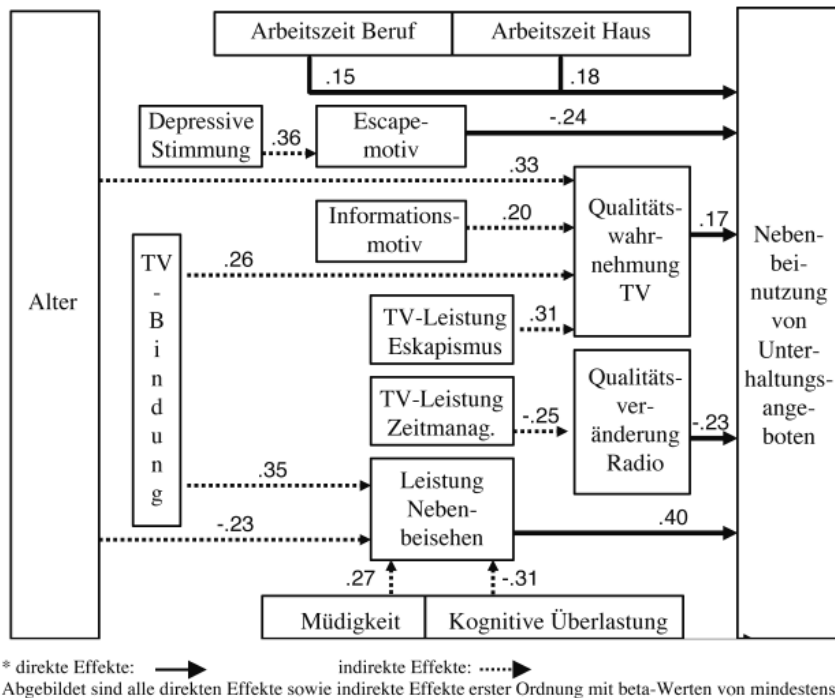 Arbeitszeit Beruf
Arbeitszeit Haus
.15
.18
Depressive
Stimmung
.36
Escape-
motiv
-.24
.33
Informations-
motiv
.20
Qualitäts-
wahr-
nehmung
TV
.17
Neben-
bei-
nutzung
von
Unter-
haltungs-
ange-
boten
Alter
TV
-
B
i
n
d
u
n
g
.26
TV-Leistung
Eskapismus
.31
TV-Leistung
Zeitmanag.
-.25
Qualitäts-
ver-
änderung
Radio
-.23
.35
Leistung
Neben-
beisehen
-.23
.40
.27
-.31
Müdigkeit
Kognitive Überlastung
* direkte Effekte:
indirekte Effekte:
Abgebildet sind alle direkten Effekte sowie indirekte Effekte erster Ordnung mit beta-Werten von mindestens